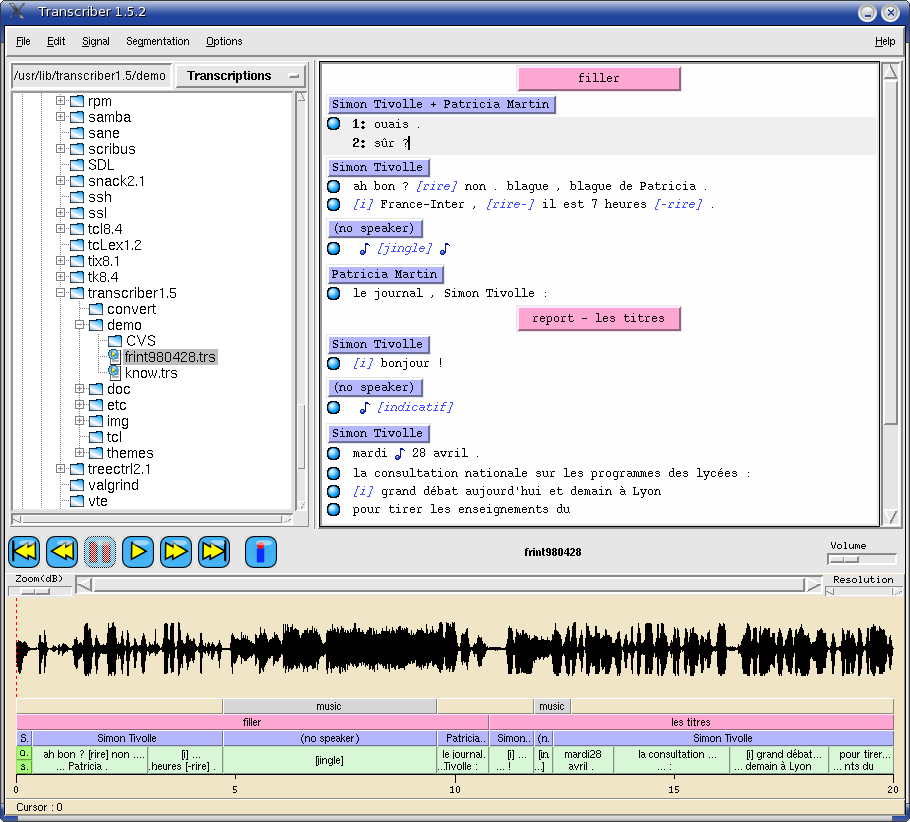 Transcriber 1.5.2
File Edit Signal Segmentation Options Help
/usr/lib/transcriber1.5/demo Transcriptions
rpm
samba
sane
scribus
SDL
snack2.1
ssh
ssl
tcl8.4
tcLex1.2
tix8.1
tk8.4
transcriber1.5
convert
demo
CVS
frint980428.trs
know.trs
doc
etc
img
tcl
themes
treectrl2.1
valgrind
vte
filler
Simon Tivolle + Patricia Martin
1: ouais .
2: sûr ?
Simon Tivolle
ah bon ? [rire] non . blague , blague de Patricia .
[i] France-Inter , [rire-] il est 7 heures [-rire] .
(no speaker)
♪ [jingle] ♪
Patricia Martin
le journal , Simon Tivolle :
report - les titres
Simon Tivolle
[i] bonjour !
(no speaker)
♪ [indicatif]
Simon Tivolle
mardi ♪ 28 avril .
la consultation nationale sur les programmes des lycées :
[i] grand débat aujourd'hui et demain à Lyon
pour tirer les enseignements du
frint980428
Volume
Zoom(dB)
Resolution
music music
filler les titres
S. Simon Tivolle (no speaker) Patricia.. Simon.. (n. Simon Tivolle
o. ah bon ? [rire] non .... [i] ... [jingle] le journal. [i] ... [in mardi28 la consultation ... [i] grand débat... pour tirer...
s. ... Patricia . .heures [-rire] . ..Tivolle : ... ! ...] avril . ... : ... demain à Lyon ... nts du
0 5 10 15 20
Cursor : 0